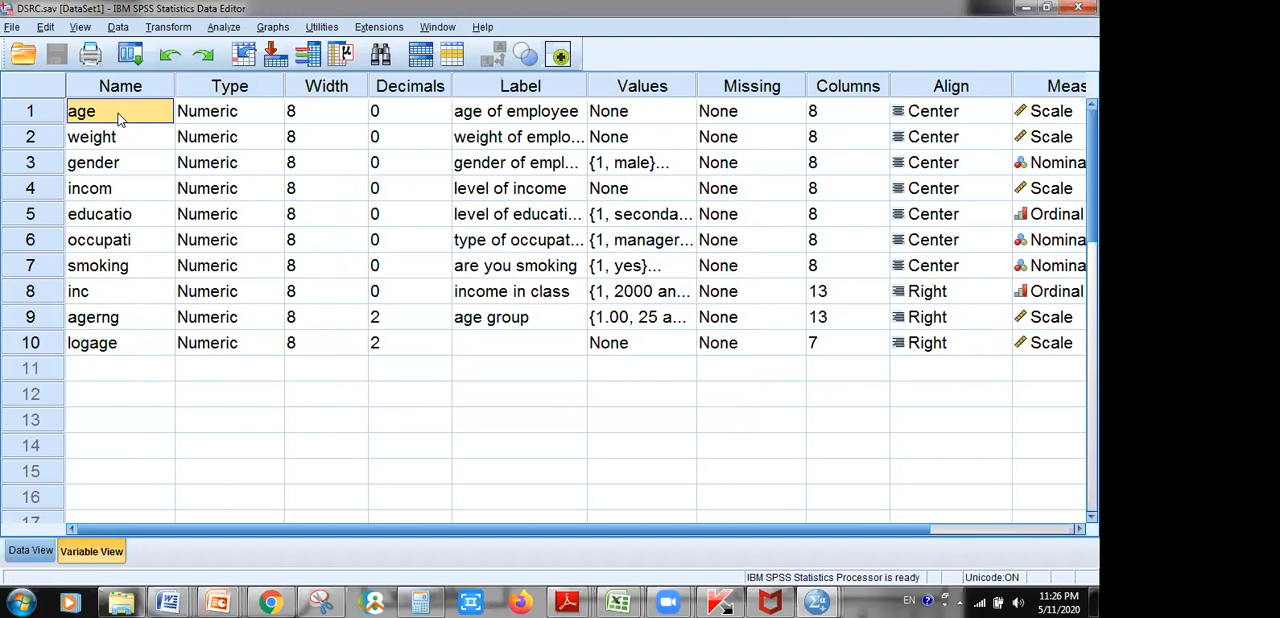 DSRC.sav [DataSet1] - IBM SPSS Statistics Data Editor
File Edit View Data Transform Analyze Graphs Utilities Extensions Window Help
Name Type Width Decimals Label Values Missing Columns Align Meas
1 age Numeric 8 0 age of employee None None 8 Center Scale
2 weight Numeric 8 0 weight of emplo... None None 8 Center Scale
3 gender Numeric 8 0 gender of empl... {1, male}... None 8 Center Nomina
4 incom Numeric 8 0 level of income None None 8 Center Scale
5 educatio Numeric 8 0 level of educati... {1, seconda... None 8 Center Ordinal
6 occupati Numeric 8 0 type of occupat... {1, manager... None 8 Center Nomina
7 smoking Numeric 8 0 are you smoking {1, yes}... None 8 Center Nomina
8 inc Numeric 8 0 income in class {1, 2000 an... None 13 Right Ordinal
9 agerng Numeric 8 2 age group {1.00, 25 a... None 13 Right Scale
10 logage Numeric 8 2 None None 7 Right Scale
11
12
13
14
15
16
17
Data View Variable View
IBM SPSS Statistics Processor is ready Unicode:ON
EN 11:26 PM
5/11/2020